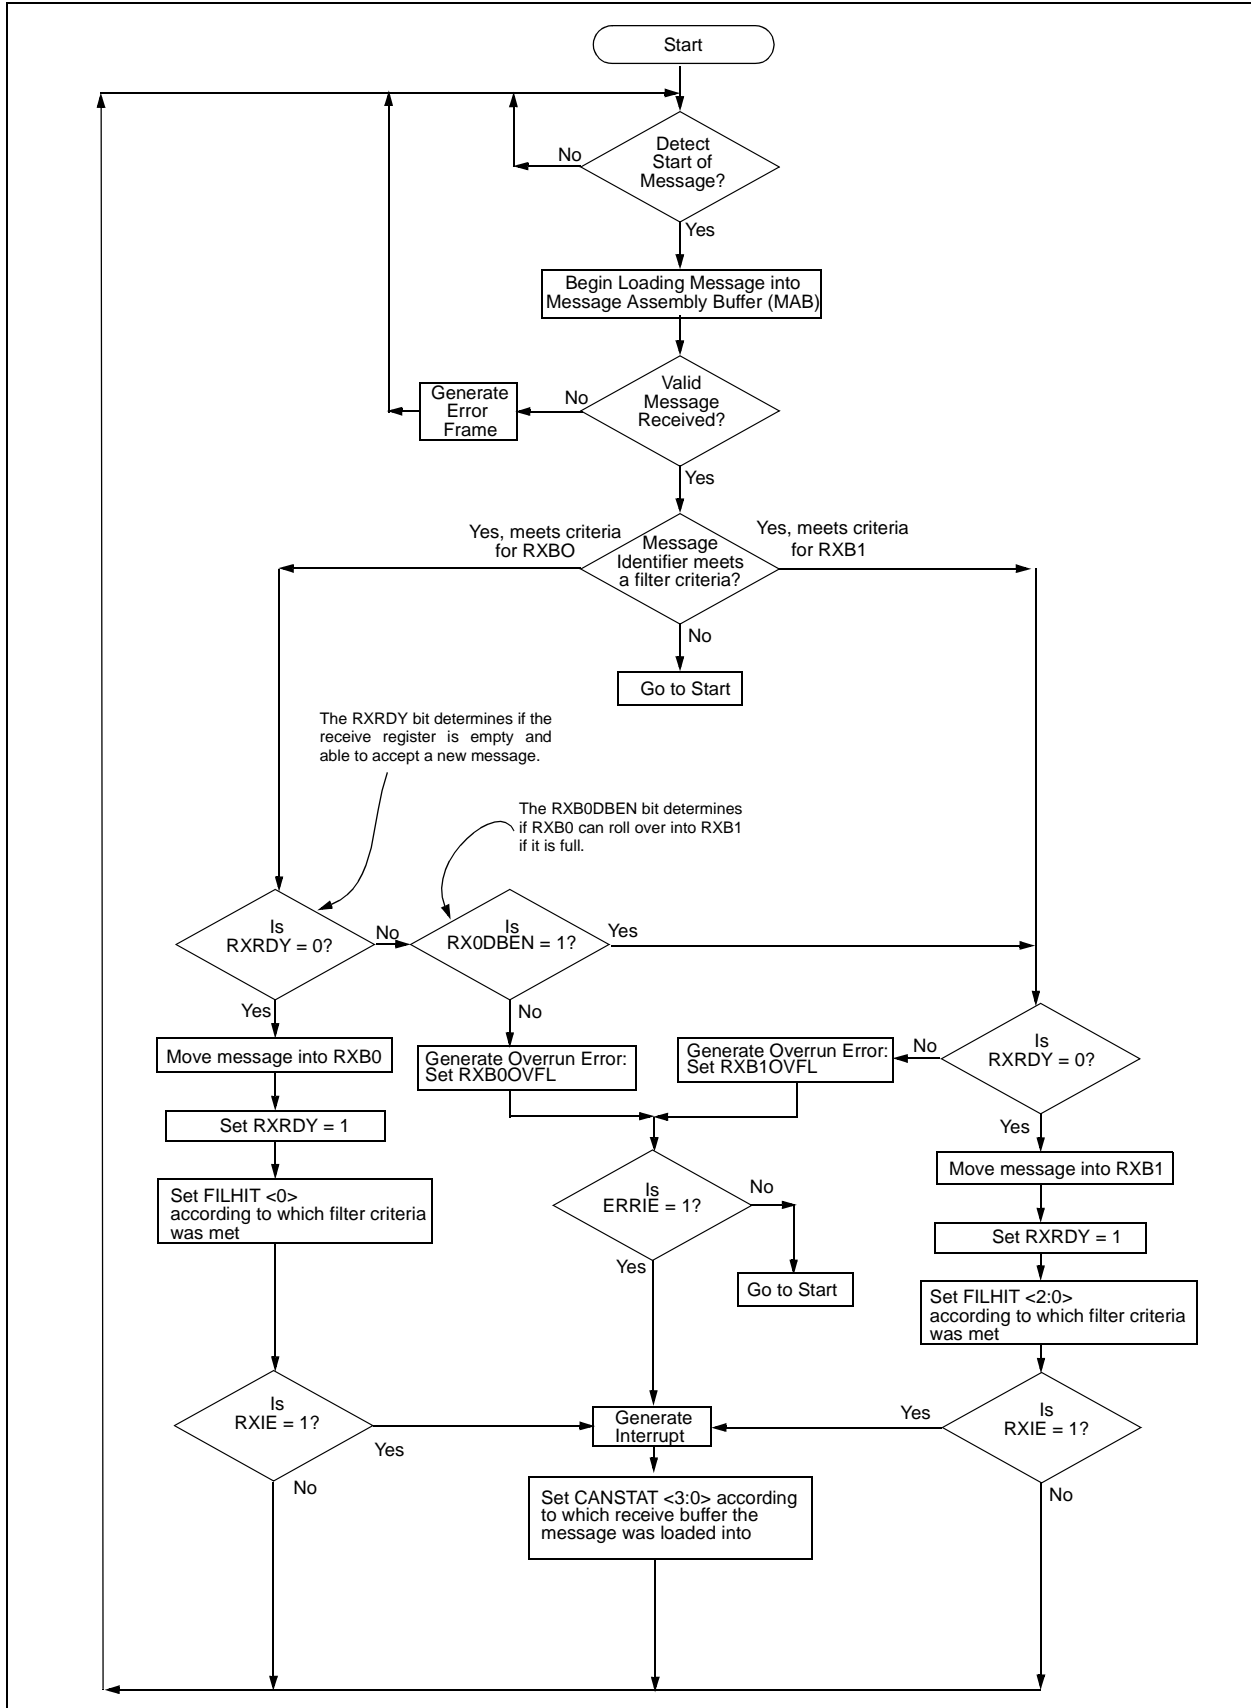 Start
Detect
Start of
Message?
No
Yes
Begin Loading Message into
Message Assembly Buffer (MAB)
Valid
Message
Received?
No
Generate
Error
Frame
Yes
Yes, meets criteria
for RXBO
Message
Identifier meets
a filter criteria?
Yes, meets criteria
for RXB1
No
Go to Start
The RXRDY bit determines if the
receive register is empty and
able to accept a new message.
The RXB0DBEN bit determines
if RXB0 can roll over into RXB1
if it is full.
Is
RXRDY = 0?
No
Is
RX0DBEN = 1?
Yes
Yes
No
Is
RXRDY = 0?
No
Move message into RXB0
Generate Overrun Error:
Set RXB0OVFL
Generate Overrun Error:
Set RXB1OVFL
Yes
Set RXRDY = 1
Move message into RXB1
Set FILHIT <0>
according to which filter criteria
was met
Is
ERRIE = 1?
No
Yes
Go to Start
Set RXRDY = 1
Set FILHIT <2:0>
according to which filter criteria
was met
Is
RXIE = 1?
Yes
No
Generate
Interrupt
Yes
Is
RXIE = 1?
No
Set CANSTAT <3:0> according
to which receive buffer the
message was loaded into